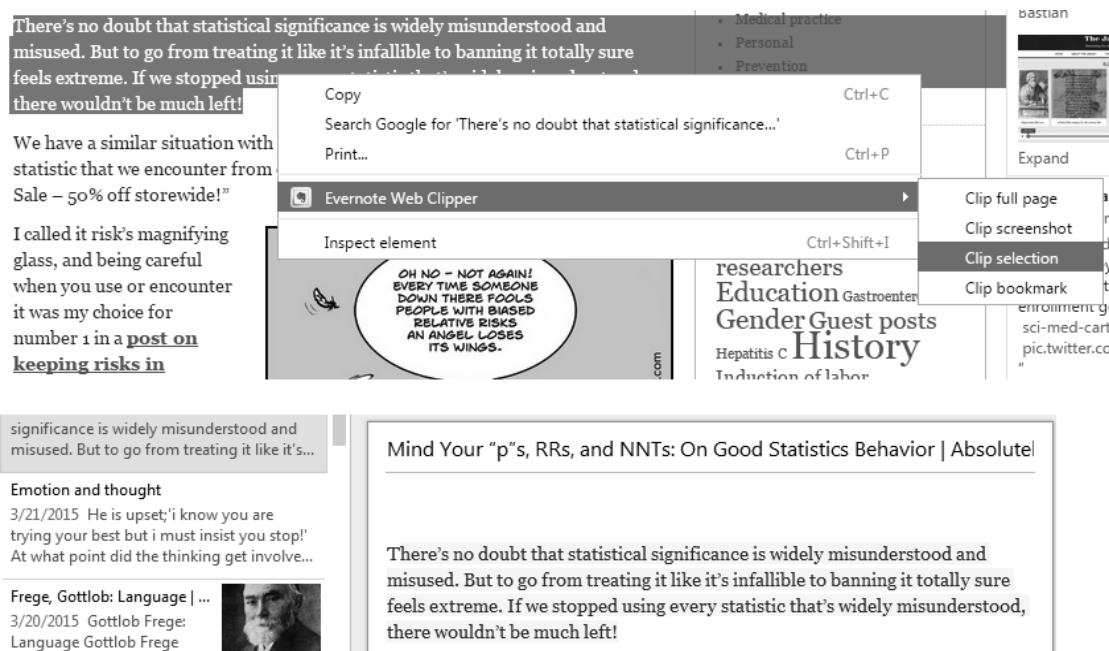 There’s no doubt that statistical significance is widely misunderstood and
misused. But to go from treating it like it’s infallible to banning it totally sure
feels extreme. If we stopped using
there wouldn’t be much left!
We have a similar situation with
statistic that we encounter from
Sale – 50% off storewide!”
I called it risk’s magnifying
glass, and being careful
when you use or encounter
it was my choice for
number 1 in a post on
keeping risks in
Copy Ctrl+C
Search Google for 'There’s no doubt that statistical significance...'
Print... Ctrl+P
Evernote Web Clipper
Inspect element Ctrl+Shift+I
Clip full page
Clip screenshot
Clip selection
Clip bookmark
OH NO – NOT AGAIN!
EVERY TIME SOMEONE
DOWN THERE FOOLS
PEOPLE WITH BIASED
RELATIVE RISKS
AN ANGEL LOSES
ITS WINGS.
.com
Medical practice
Personal
Prevention
researchers
Education Gastroenter
Gender Guest posts
Hepatitis C History
Induction of labor
Bastian
Expand
enrollment
sci-med-cart
pic.twitter.co
”
significance is widely misunderstood and
misused. But to go from treating it like it's...
Emotion and thought
3/21/2015 He is upset;'i know you are
trying your best but i must insist you stop!'
At what point did the thinking get involve...
Frege, Gottlob: Language | ...
3/20/2015 Gottlob Frege:
Language Gottlob Frege
Mind Your “p”s, RRs, and NNTs: On Good Statistics Behavior | Absolutel
There’s no doubt that statistical significance is widely misunderstood and
misused. But to go from treating it like it’s infallible to banning it totally sure
feels extreme. If we stopped using every statistic that’s widely misunderstood,
there wouldn’t be much left!